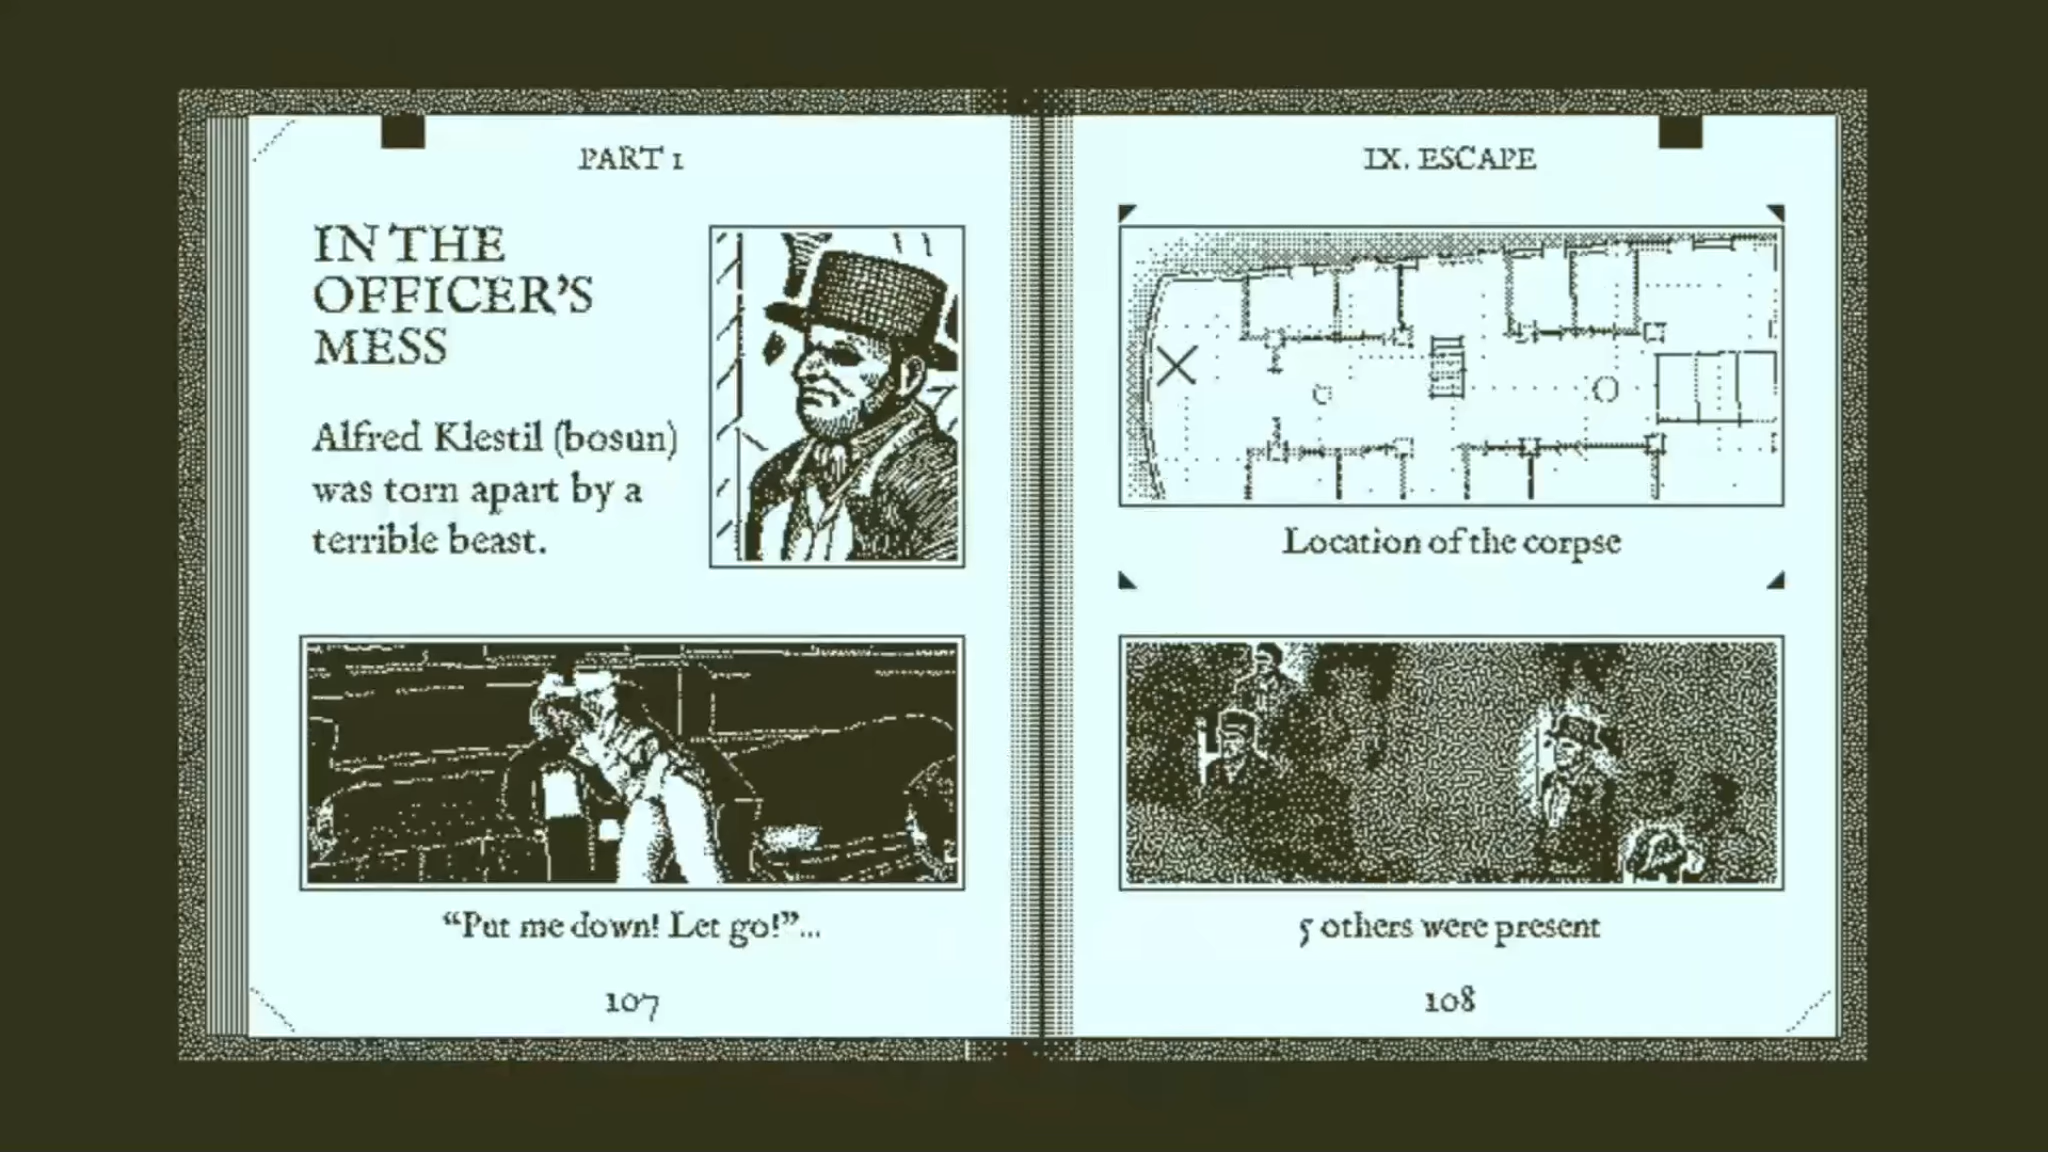 PART 1
IN THE
OFFICER'S
MESS
Alfred Klestil (bosun)
was torn apart by a
terrible beast.
“Put me down! Let go!”...
107
IX. ESCAPE
Location of the corpse
5 others were present
108